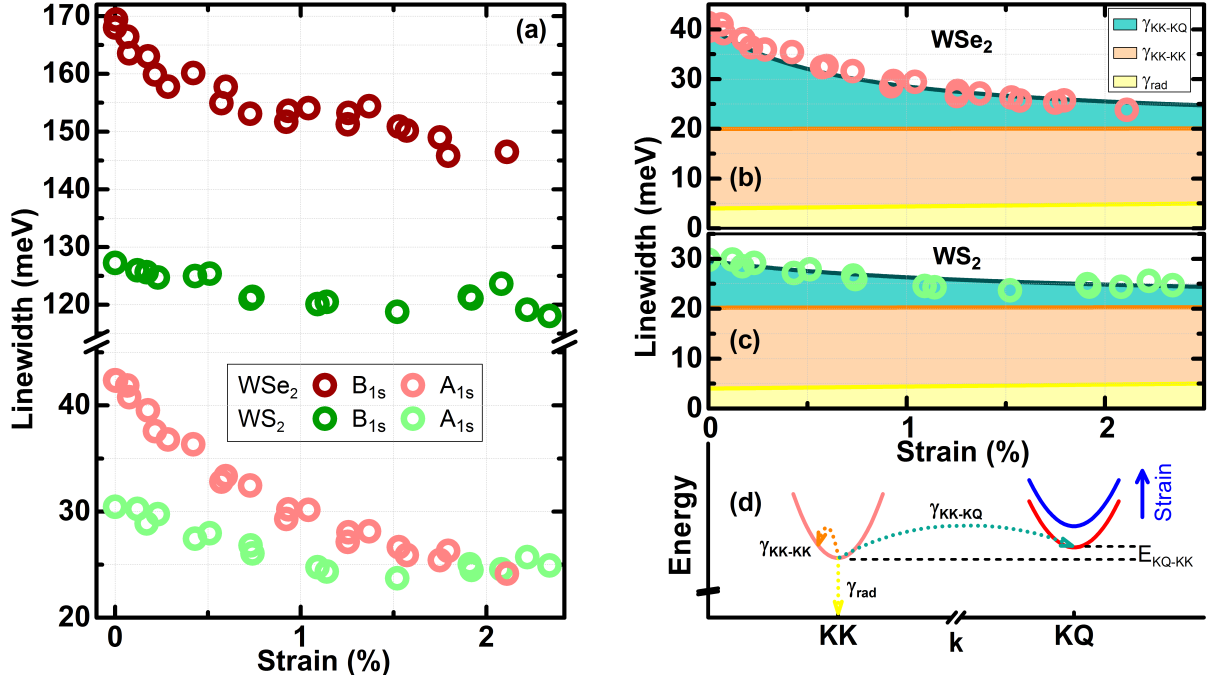 (a)
170
160
150
140
130
120
40
30
20
Linewidth (meV)
WSe2 B1s A1s
WS2 B1s A1s
0 1 2
Strain (%)
40
30
20
10
0
WSe2
(b)
γKK-KQ
γKK-KK
γrad
Linewidth (meV)
30
20
10
0
WS2
(c)
0 1 2
Strain (%)
Energy
(d)
γKK-KQ
Strain
γKK-KK
EKQ-KK
γrad
KK k KQ